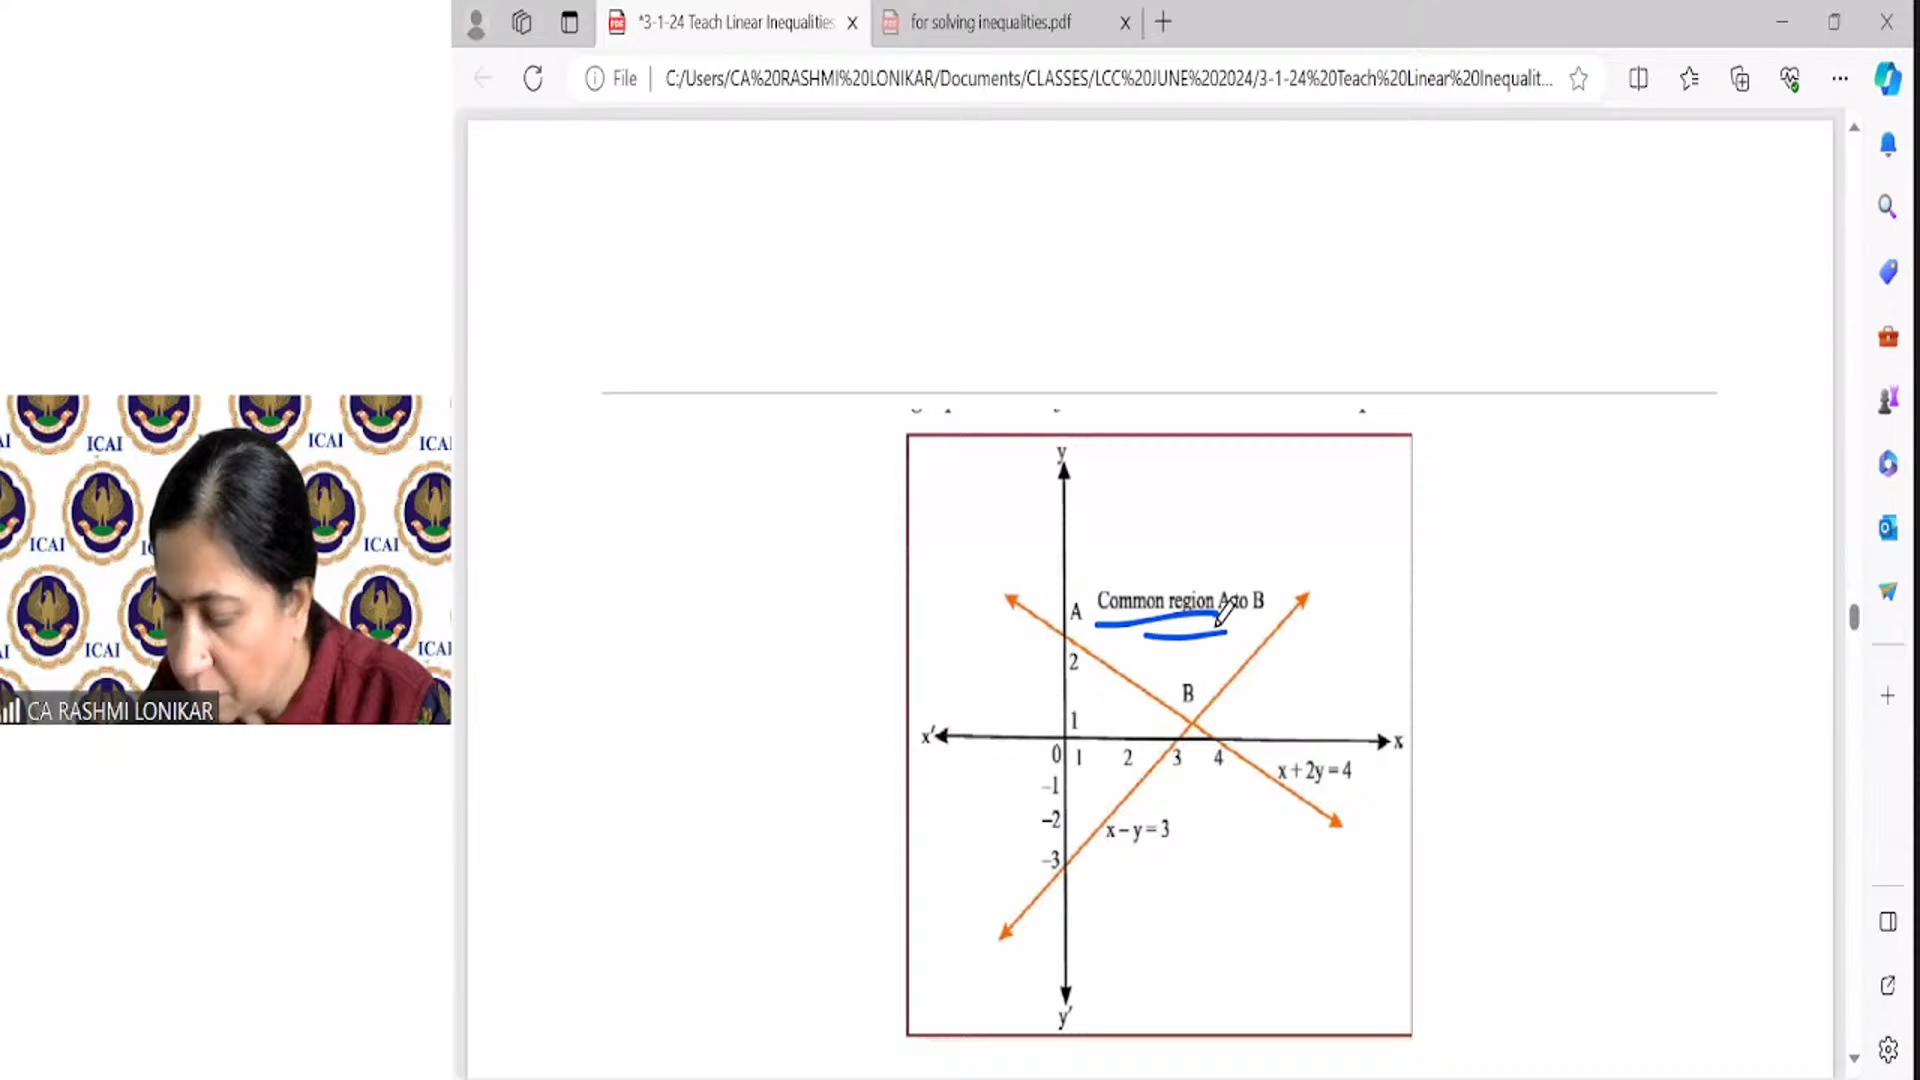 *3-1-24 Teach Linear Inequalities
for solving inequalities.pdf
File
C:/Users/CA%20RASHMI%20LONIKAR/Documents/CLASSES/LCC%20JUNE%202024/3-1-24%20Teach%20Linear%20Inequalit...
y
Common region A to B
A
2
B
1
x'
x
0
1
2
3
4
x + 2y = 4
-1
-2
x - y = 3
-3
y'
ICAI
ICAI
ICAI
ICAI
ICAI
ICAI
CA RASHMI LONIKAR